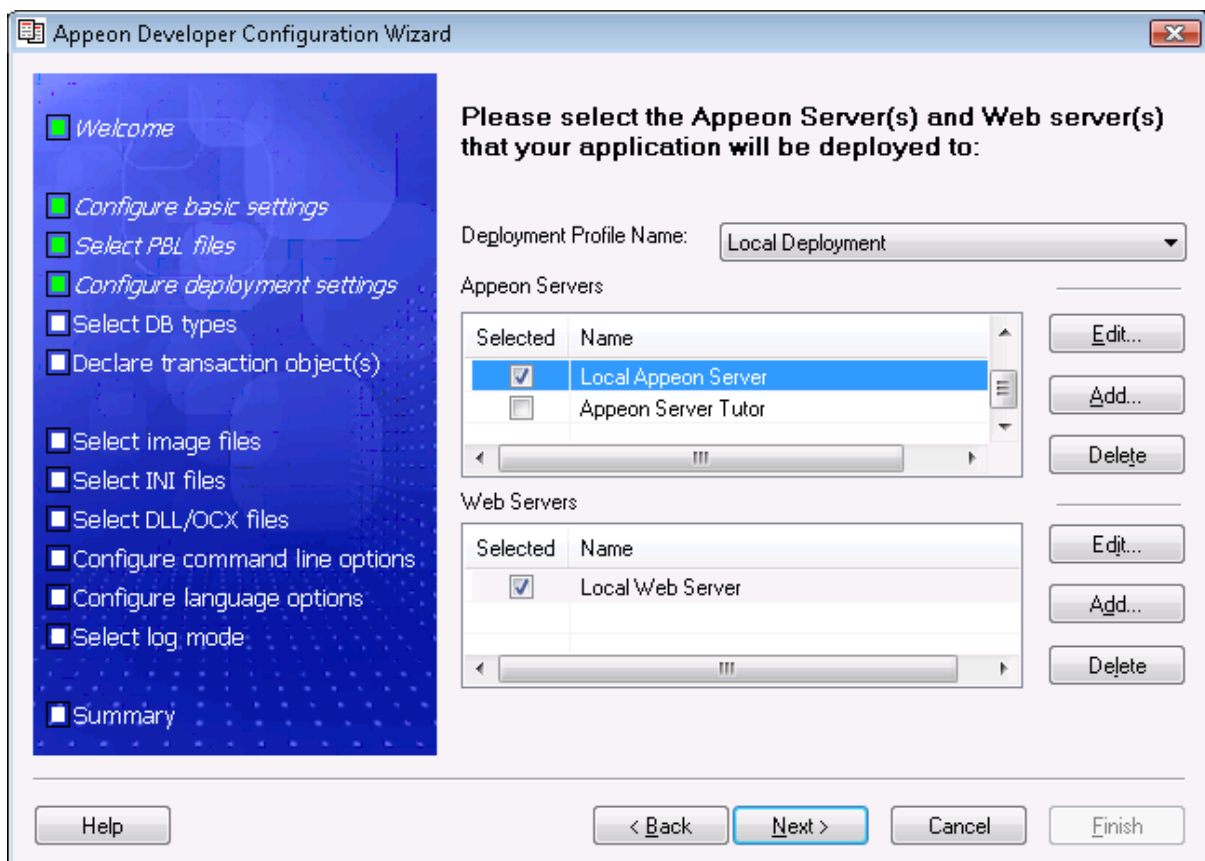 Appeon Developer Configuration Wizard
Welcome
Configure basic settings
Select PBL files
Configure deployment settings
Select DB types
Declare transaction object(s)
Select image files
Select INI files
Select DLL/OCX files
Configure command line options
Configure language options
Select log mode
Summary
Please select the Appeon Server(s) and Web server(s)
that your application will be deployed to:
Deployment Profile Name:
Local Deployment
Appeon Servers
Selected Name
Local Appeon Server
Appeon Server Tutor
Edit...
Add...
Delete
Web Servers
Selected Name
Local Web Server
Edit...
Add...
Delete
Help
< Back
Next >
Cancel
Finish